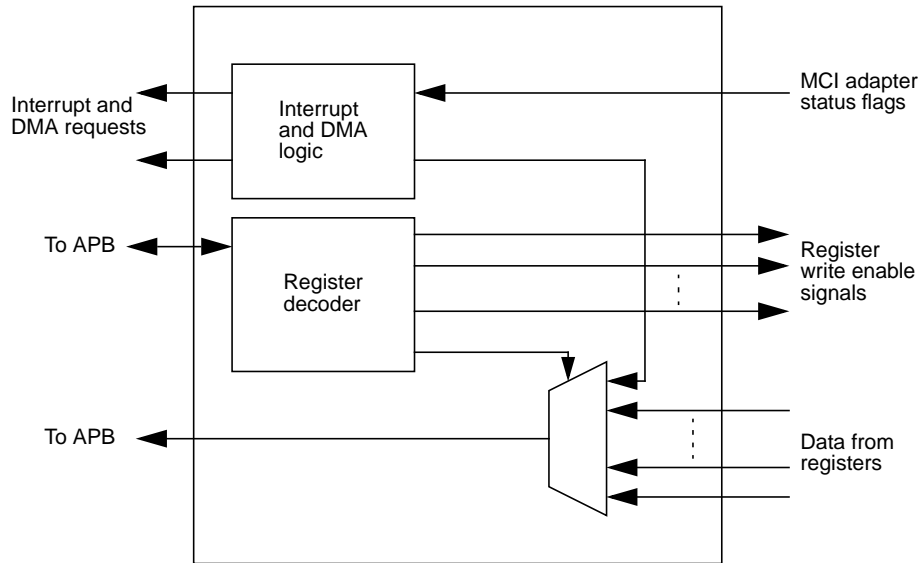 Interrupt and
DMA requests
Interrupt
and DMA
logic
MCI adapter
status flags
To APB
Register
decoder
Register
write enable
signals
To APB
Data from
registers